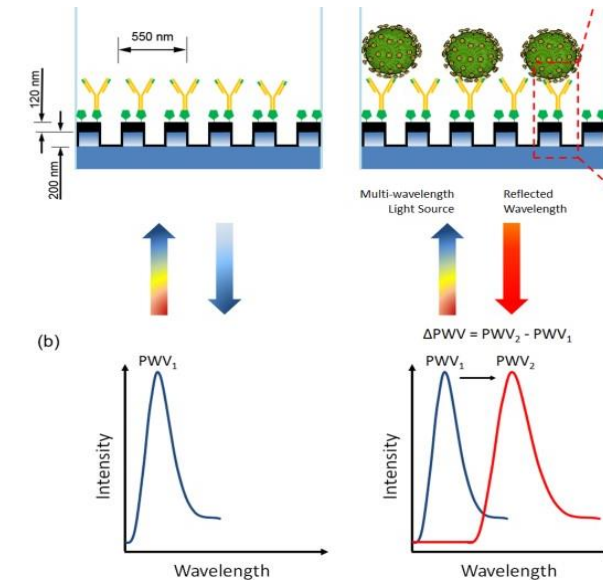 550 nm
120 nm
200 nm
Multi-wavelength
Light Source
Reflected
Wavelength
(b)
ΔPWV = PWV₂ - PWV₁
PWV₁
PWV₁
PWV₂
Intensity
Intensity
Wavelength
Wavelength